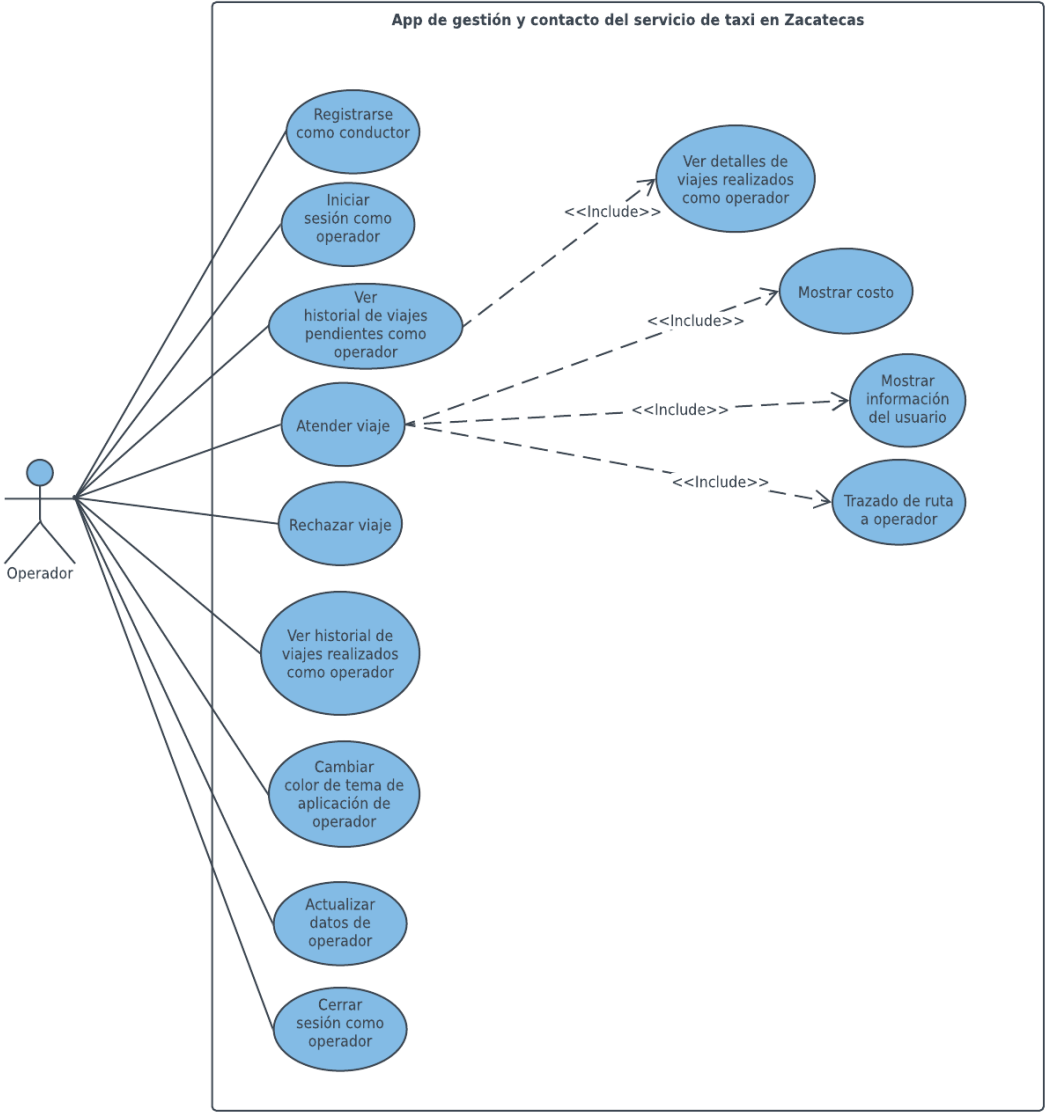 App de gestión y contacto del servicio de taxi en Zacatecas
Registrarse
como conductor
Ver detalles de
viajes realizados
como operador
Iniciar
sesión como
operador
<<Include>>
Ver
historial de viajes
pendientes como
operador
Mostrar costo
<<Include>>
Atender viaje
<<Include>>
Mostrar
información
del usuario
<<Include>>
Trazado de ruta
a operador
Rechazar viaje
Operador
Ver historial de
viajes realizados
como operador
Cambiar
color de tema de
aplicación de
operador
Actualizar
datos de
operador
Cerrar
sesión como
operador